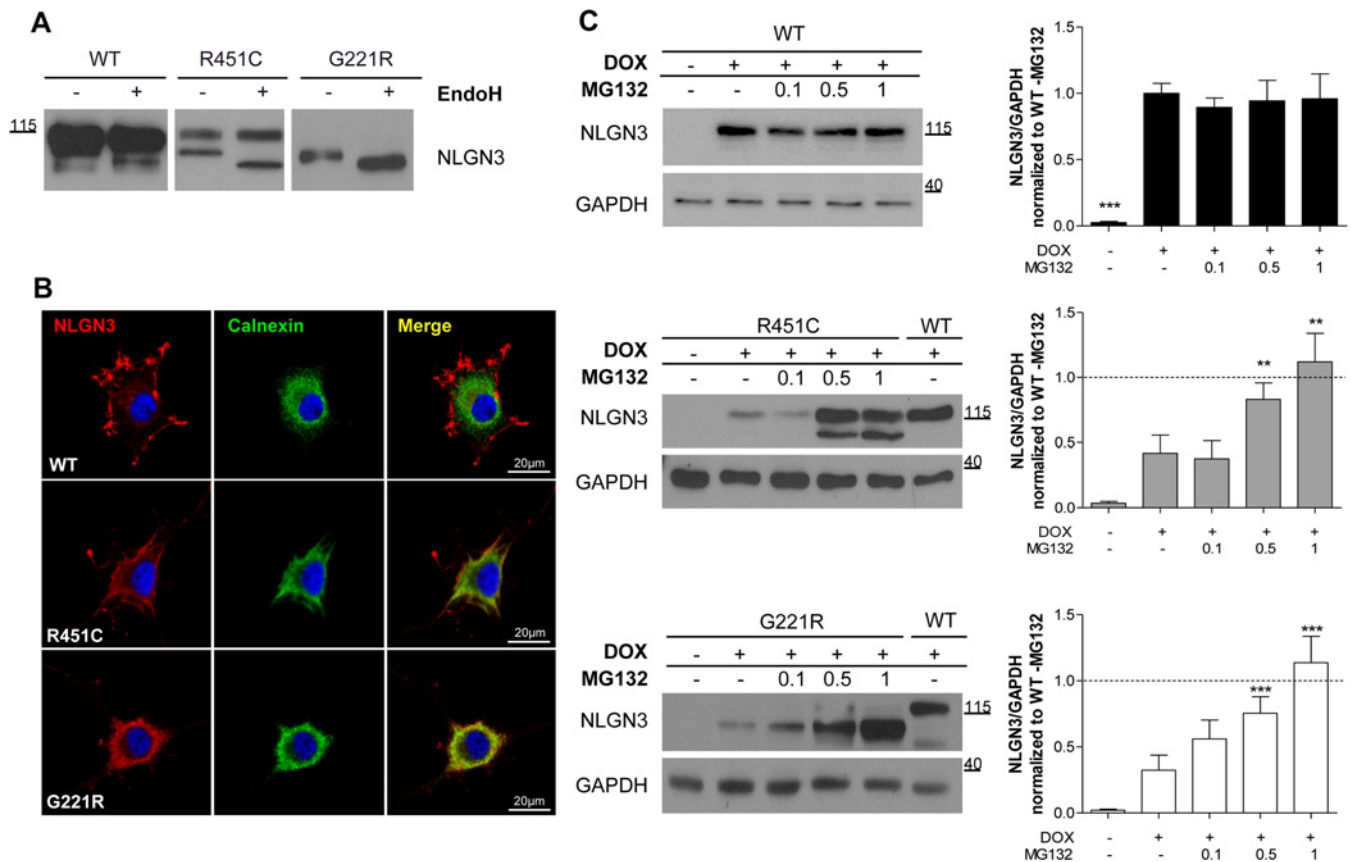 A
WT R451C G221R
- + - + - + EndoH
115
NLGN3
B
NLGN3 Calnexin Merge
WT 20µm
R451C 20µm
G221R 20µm
C
WT
DOX - + + + +
MG132 - - 0.1 0.5 1
NLGN3 115
40
GAPDH
NLGN3/GAPDH
normalized to WT -MG132
1.5
1.0
0.5
0.0
***
DOX - + + + +
MG132 - - 0.1 0.5 1
R451C WT
DOX - + + + + +
MG132 - - 0.1 0.5 1 -
NLGN3 115
40
GAPDH
NLGN3/GAPDH
normalized to WT -MG132
1.5
1.0
0.5
0.0
** **
DOX - + + + +
MG132 - - 0.1 0.5 1
G221R WT
DOX - + + + + +
MG132 - - 0.1 0.5 1 -
NLGN3 115
40
GAPDH
NLGN3/GAPDH
normalized to WT -MG132
1.5
1.0
0.5
0.0
*** ***
DOX - + + + +
MG132 - - 0.1 0.5 1